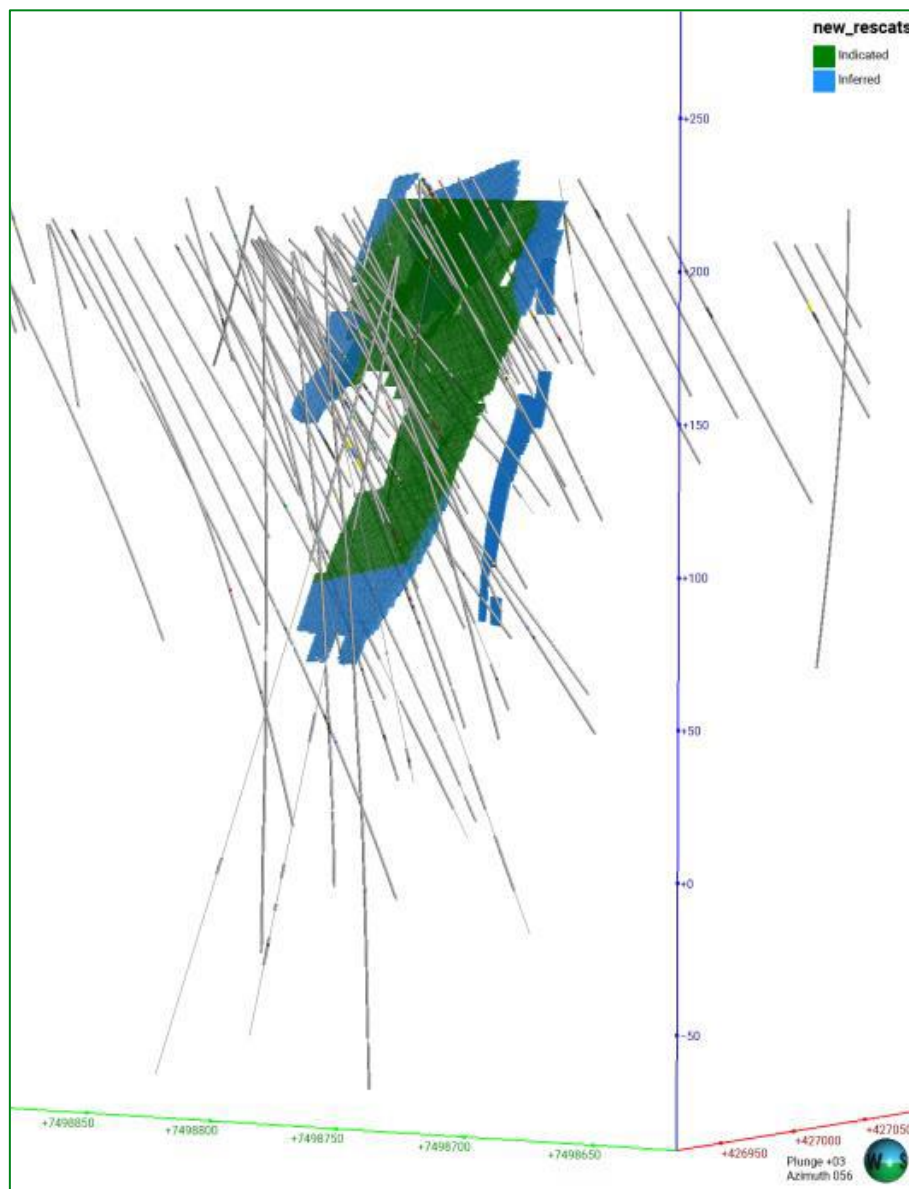 new_rescats
Indicated
Inferred
+250
+200
+150
+100
+50
+0
-50
+7498850
+7498800
+7498750
+7498700
+7498650
+426950
+427000
+427050
Plunge +03
Azimuth 056
W S